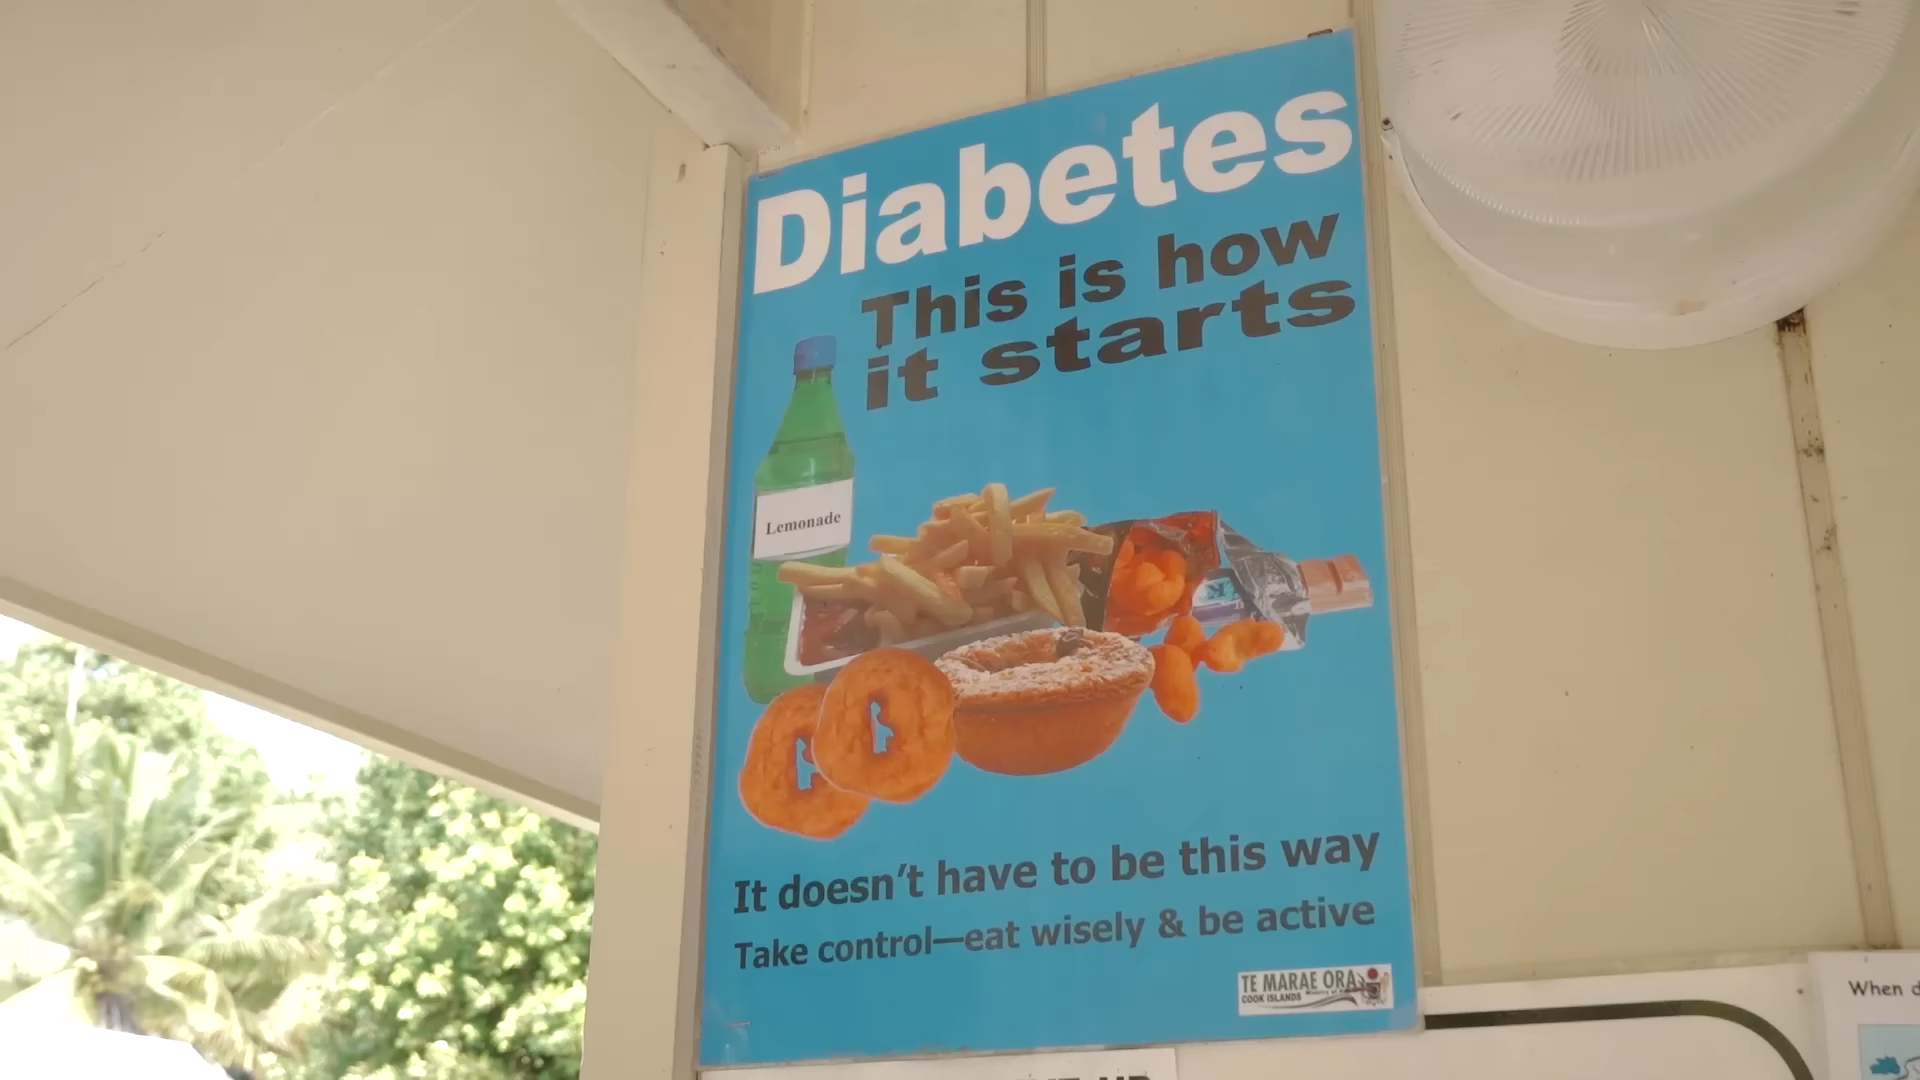 Diabetes
This is how
it starts
Lemonade
It doesn't have to be this way
Take control—eat wisely & be active
TE MARAE ORA
COOK ISLANDS
When